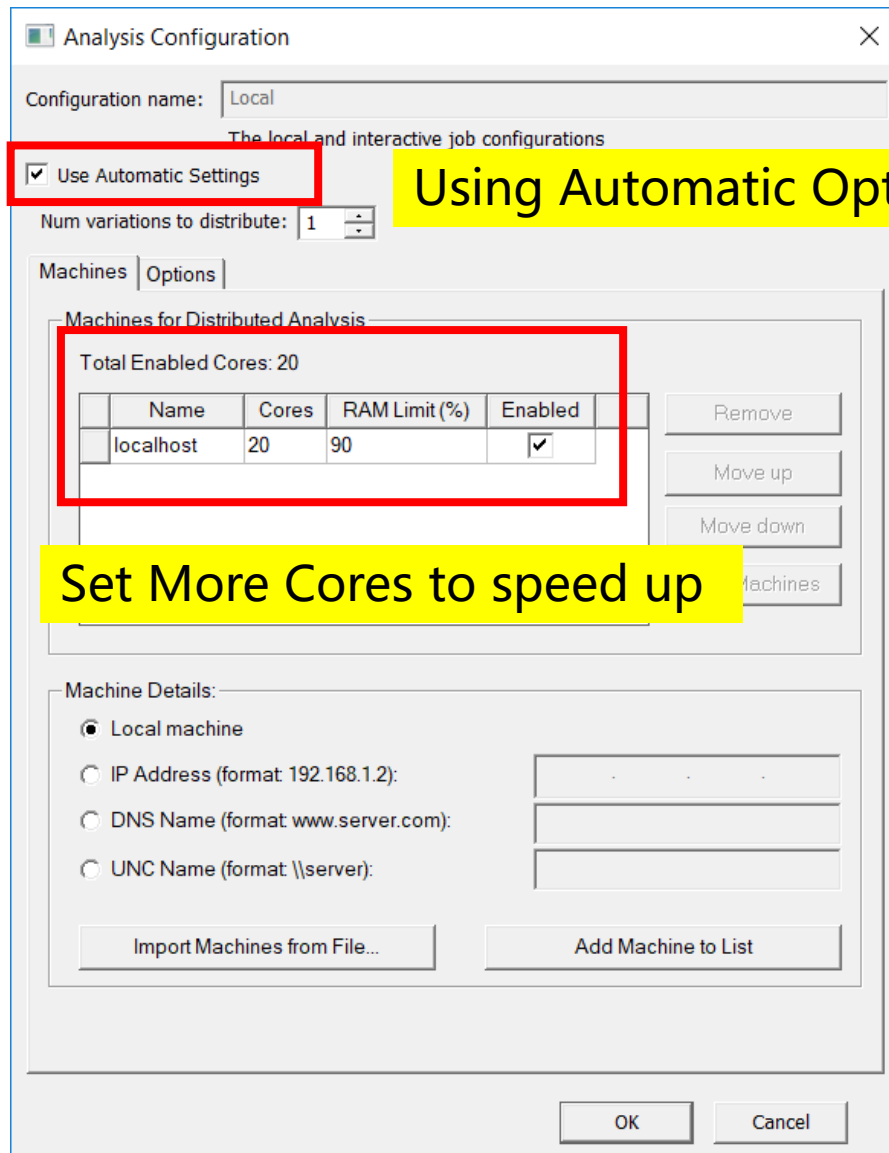 Analysis Configuration
Configuration name: Local
The local and interactive job configurations
Use Automatic Settings
Using Automatic Opt
Num variations to distribute: 1
Machines Options
Machines for Distributed Analysis
Total Enabled Cores: 20
Name Cores RAM Limit (%) Enabled
localhost 20 90
Remove
Move up
Move down
Set More Cores to speed up
Machines
Machine Details:
Local machine
IP Address (format: 192.168.1.2):
DNS Name (format: www.server.com):
UNC Name (format: \\server):
Import Machines from File... Add Machine to List
OK Cancel